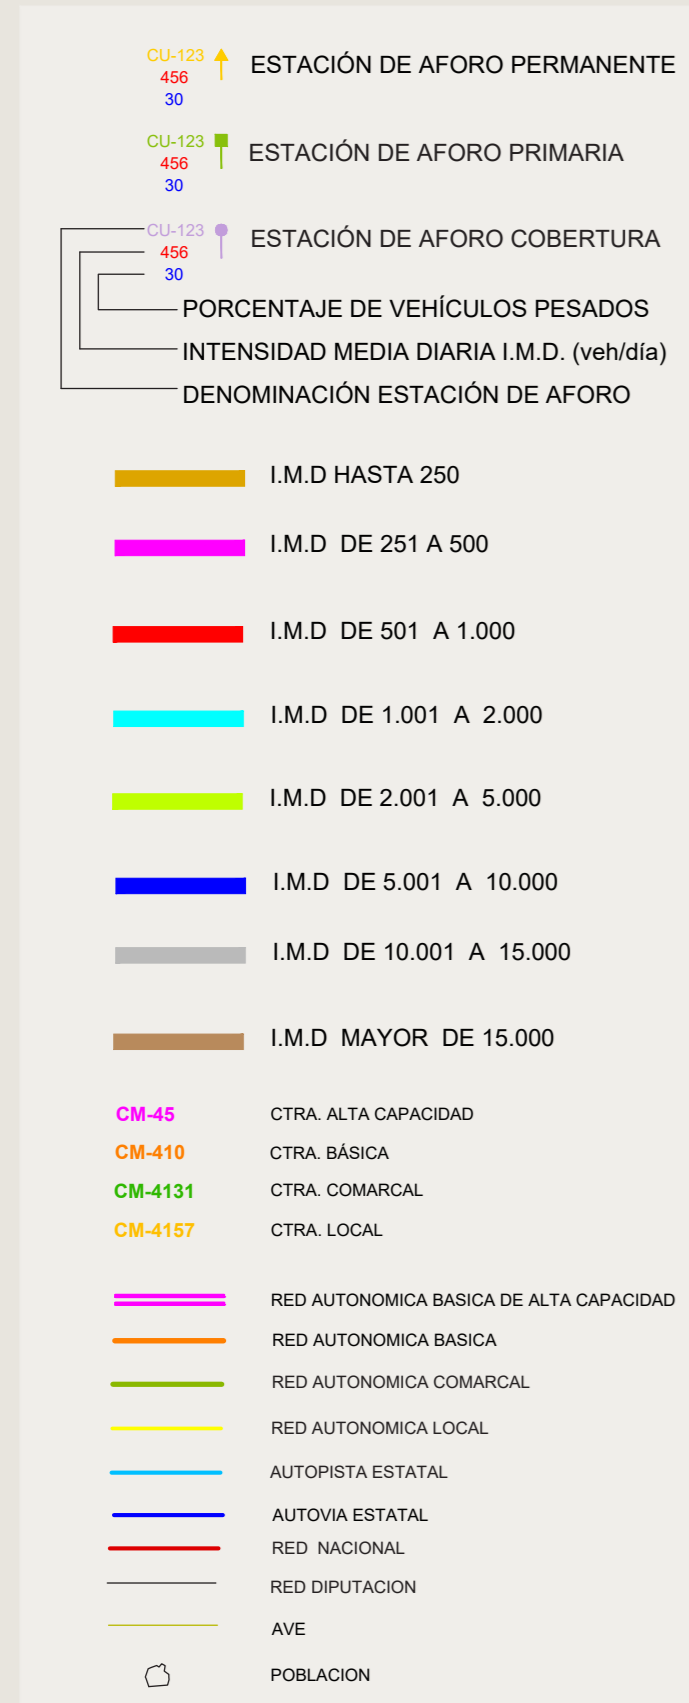 CU-123
456
30
ESTACIÓN DE AFORO PERMANENTE
CU-123
456
30
ESTACIÓN DE AFORO PRIMARIA
CU-123
456
30
ESTACIÓN DE AFORO COBERTURA
PORCENTAJE DE VEHÍCULOS PESADOS
INTENSIDAD MEDIA DIARIA I.M.D. (veh/día)
DENOMINACIÓN ESTACIÓN DE AFORO
I.M.D HASTA 250
I.M.D DE 251 A 500
I.M.D DE 501 A 1.000
I.M.D DE 1.001 A 2.000
I.M.D DE 2.001 A 5.000
I.M.D DE 5.001 A 10.000
I.M.D DE 10.001 A 15.000
I.M.D MAYOR DE 15.000
CM-45 CTRA. ALTA CAPACIDAD
CM-410 CTRA. BÁSICA
CM-4131 CTRA. COMARCAL
CM-4157 CTRA. LOCAL
RED AUTONOMICA BASICA DE ALTA CAPACIDAD
RED AUTONOMICA BASICA
RED AUTONOMICA COMARCAL
RED AUTONOMICA LOCAL
AUTOPISTA ESTATAL
AUTOVIA ESTATAL
RED NACIONAL
RED DIPUTACION
AVE
POBLACION